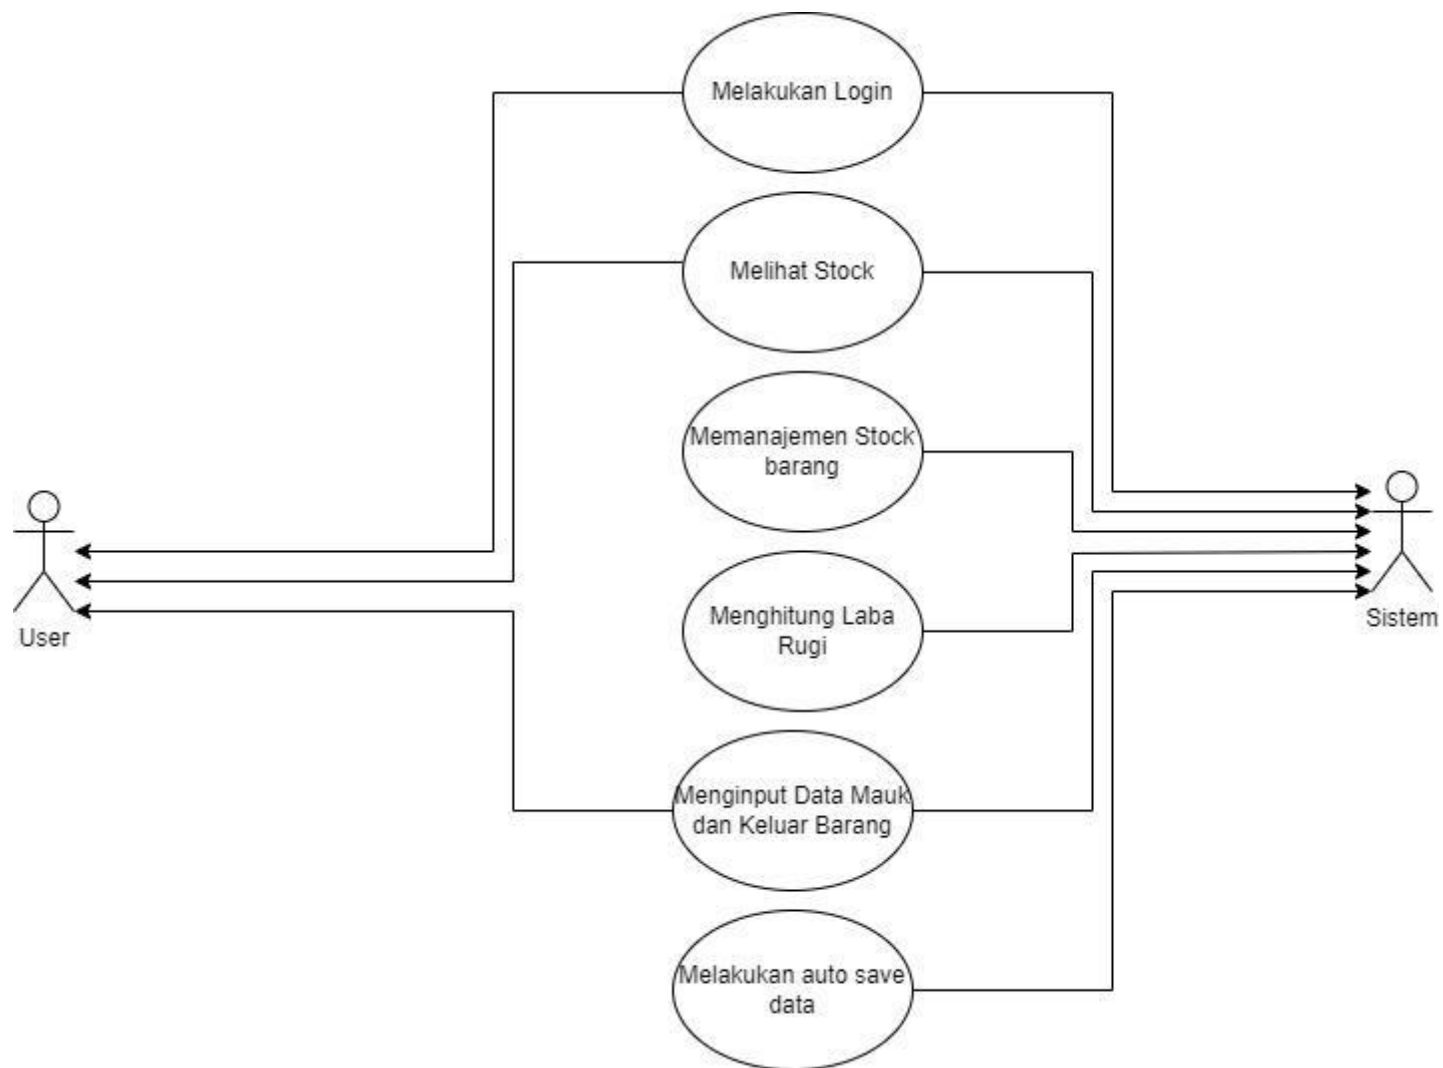 Melakukan Login
Melihat Stock
Memanajemen Stock
barang
Menghitung Laba
Rugi
Menginput Data Mauk
dan Keluar Barang
Melakukan auto save
data
User
Sistem